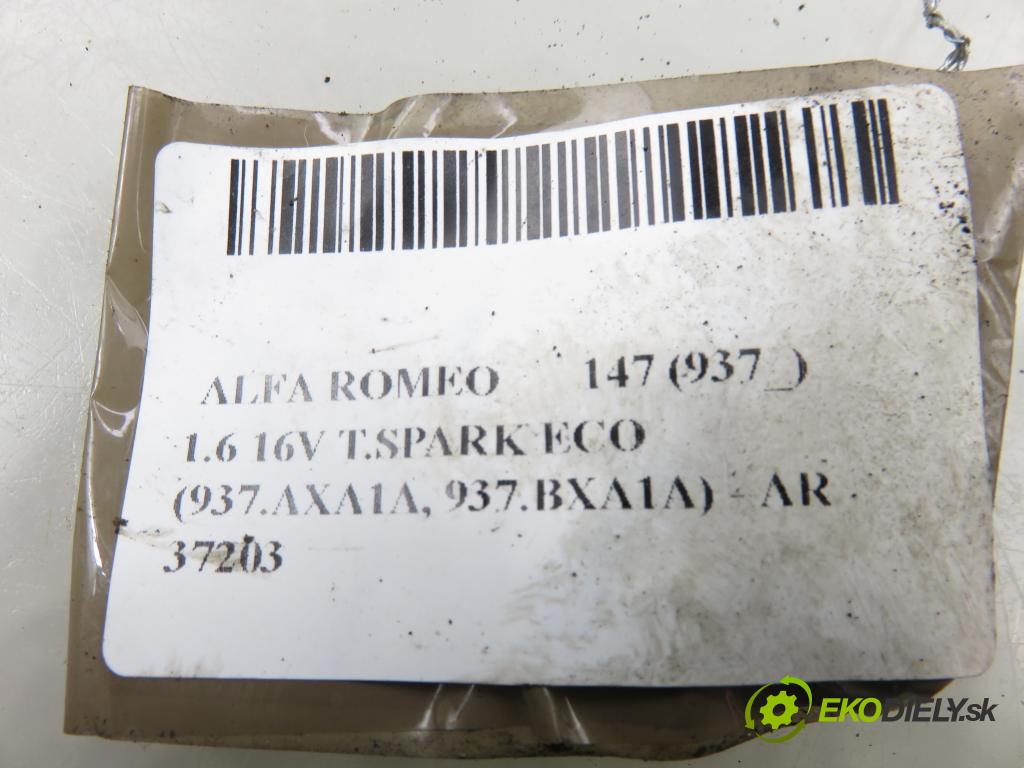 ALFA ROMEO 147 (937_)
1.6 16V T.SPARK ECO
(937.AXA1A, 937.BXA1A) - AR
37203
EKODIELY.sk